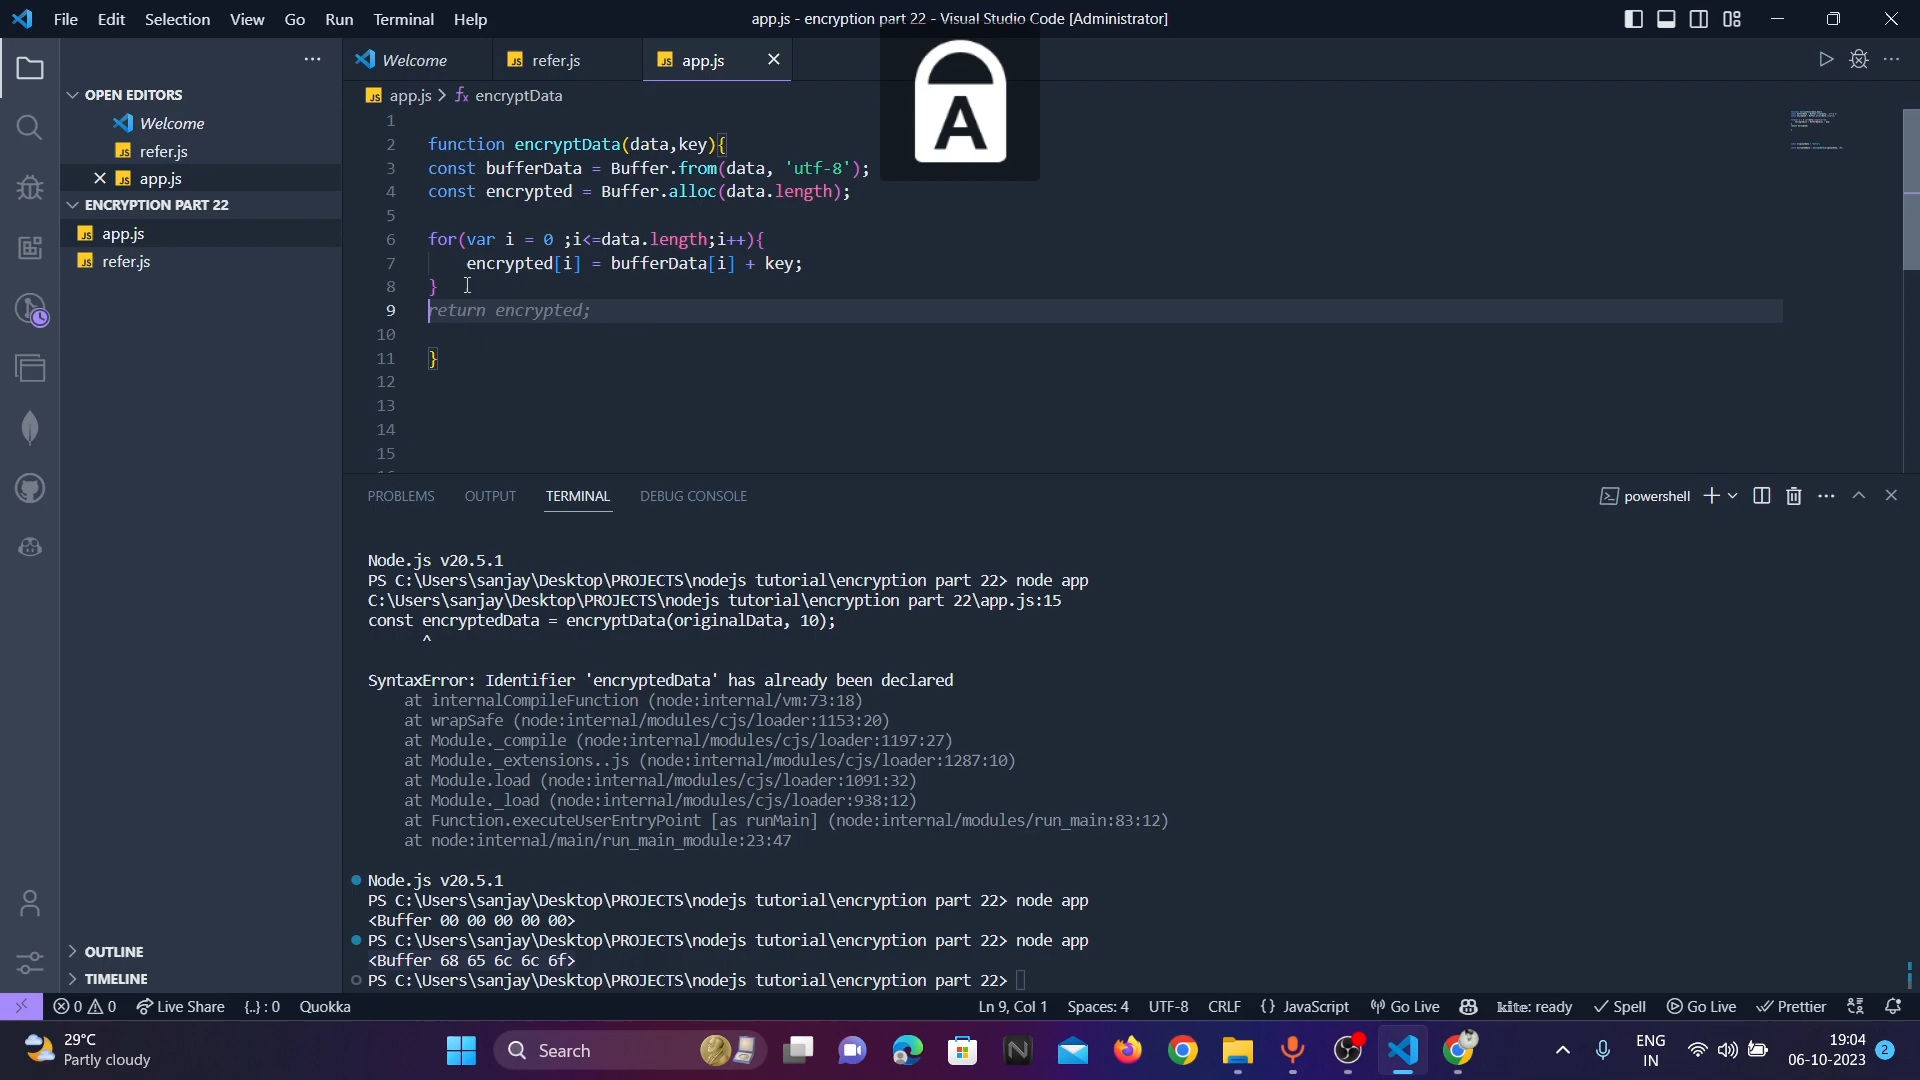 File Edit Selection View Go Run Terminal Help
app.js - encryption part 22 - Visual Studio Code [Administrator]
A
OPEN EDITORS
Welcome
JS refer.js
JS app.js
ENCRYPTION PART 22
JS app.js
JS refer.js
OUTLINE
TIMELINE
Welcome
JS refer.js
JS app.js
JS app.js > encryptData
1
2 function encryptData(data,key){
3 const bufferData = Buffer.from(data, 'utf-8');
4 const encrypted = Buffer.alloc(data.length);
5
6 for(var i = 0 ;i<=data.length;i++){
7 encrypted[i] = bufferData[i] + key;
8 }
9 return encrypted;
10
11 }
12
13
14
15
PROBLEMS OUTPUT TERMINAL DEBUG CONSOLE
powershell
Node.js v20.5.1
PS C:\Users\sanjay\Desktop\PROJECTS\nodejs tutorial\encryption part 22> node app
C:\Users\sanjay\Desktop\PROJECTS\nodejs tutorial\encryption part 22\app.js:15
const encryptedData = encryptData(originalData, 10);
^
SyntaxError: Identifier 'encryptedData' has already been declared
at internalCompileFunction (node:internal/vm:73:18)
at wrapSafe (node:internal/modules/cjs/loader:1153:20)
at Module._compile (node:internal/modules/cjs/loader:1197:27)
at Module._extensions..js (node:internal/modules/cjs/loader:1287:10)
at Module.load (node:internal/modules/cjs/loader:1091:32)
at Module._load (node:internal/modules/cjs/loader:938:12)
at Function.executeUserEntryPoint [as runMain] (node:internal/modules/run_main:83:12)
at node:internal/main/run_main_module:23:47
Node.js v20.5.1
PS C:\Users\sanjay\Desktop\PROJECTS\nodejs tutorial\encryption part 22> node app
<Buffer 00 00 00 00 00>
PS C:\Users\sanjay\Desktop\PROJECTS\nodejs tutorial\encryption part 22> node app
<Buffer 68 65 6c 6c 6f>
PS C:\Users\sanjay\Desktop\PROJECTS\nodejs tutorial\encryption part 22>
0 0 Live Share {..} : 0 Quokka Ln 9, Col 1 Spaces: 4 UTF-8 CRLF {} JavaScript Go Live kite: ready Spell Go Live Prettier
29°C
Partly cloudy
Search
ENG
IN
19:04
06-10-2023
2